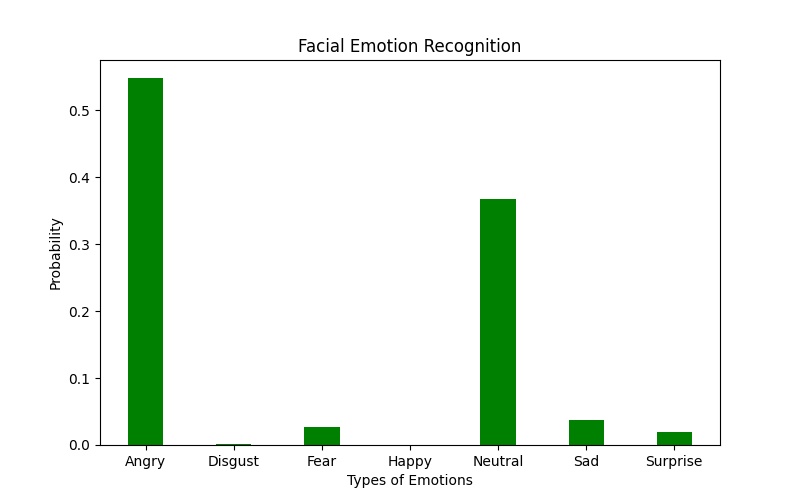 Facial Emotion Recognition
Probability
0.5
0.4
0.3
0.2
0.1
0.0
Angry Disgust Fear Happy Neutral Sad Surprise
Types of Emotions